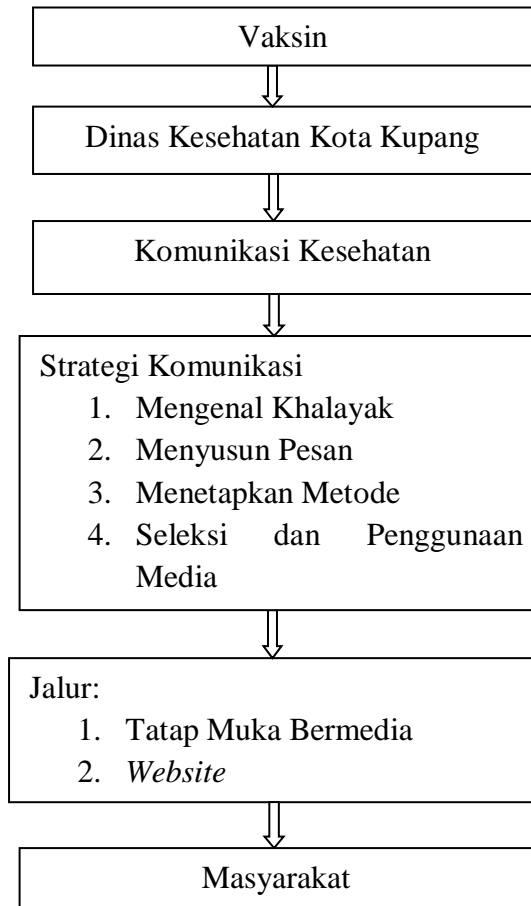 Vaksin
Dinas Kesehatan Kota Kupang
Komunikasi Kesehatan
Strategi Komunikasi
1. Mengenal Khalayak
2. Menyusun Pesan
3. Menetapkan Metode
4. Seleksi dan Penggunaan
Media
Jalur:
1. Tatap Muka Bermedia
2. Website
Masyarakat